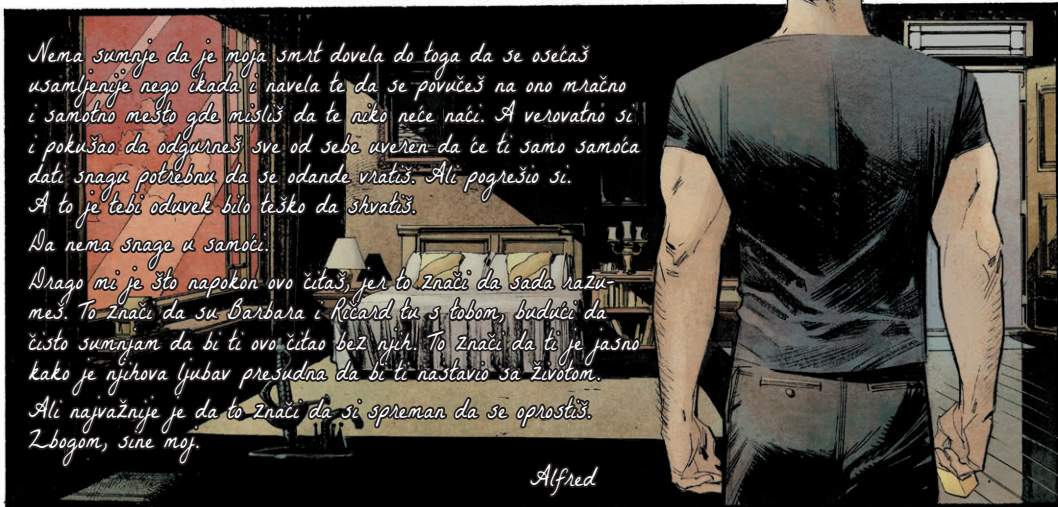 Nema sumnje da je moja smrt dovela do toga da se osećaš
usamljenije nego ikada i navela te da se povučeš na ono mračno
i samotno mesto gde misliš da te niko neće naći. A verovatno si
i pokušao da odgurneš sve od sebe uveren da će ti samo samoća
dati snagu potrebnu da se odande vratiš. Ali pogrešio si.
A to je tebi oduvek bilo teško da shvatiš.
Da nema snage u samoći.
Drago mi je što napokon ovo čitaš, jer to znači da sada razu-
meš. To znači da su Barbara i Ričard tu s tobom, budući da
čisto sumnjam da bi ti ovo čitao bez njih. To znači da ti je jasno
kako je njihova ljubav presudna da bi ti nastavio sa životom.
Ali najvažnije je da to znači da si spreman da se oprostiš.
Zbogom, sine moj.
Alfred